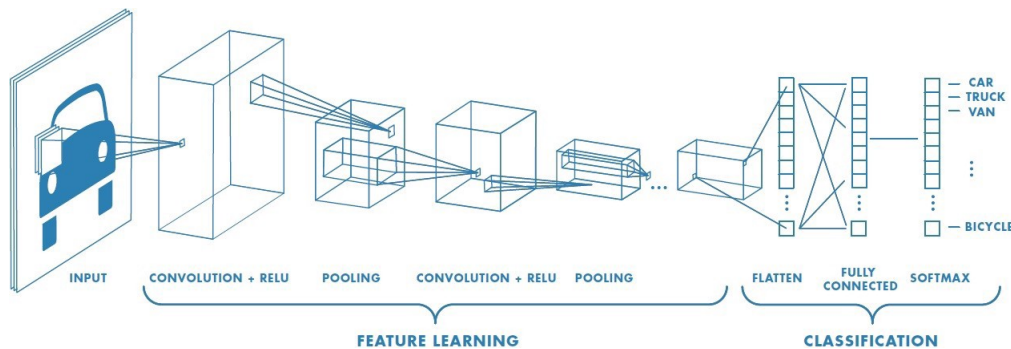 CAR
TRUCK
VAN
BICYCLE
INPUT
CONVOLUTION + RELU
POOLING
CONVOLUTION + RELU
POOLING
FLATTEN
FULLY
CONNECTED
SOFTMAX
FEATURE LEARNING
CLASSIFICATION